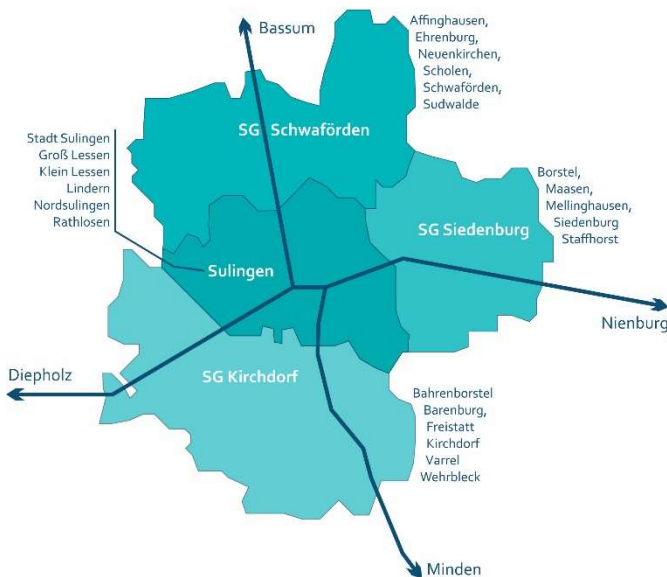 Bassum
Affinghausen,
Ehrenburg,
Neuenkirchen,
Scholen,
Schwaförden,
Sudwalde
SG Schwaförden
Stadt Sulingen
Groß Lessen
Klein Lessen
Lindern
Nordsulingen
Rathlosen
Borstel,
Maasen,
Mellinghausen,
Siedenburg
Staffhorst
SG Siedenburg
Sulingen
Nienburg
Diepholz
SG Kirchdorf
Bahrenborstel
Barenburg,
Freistatt
Kirchdorf
Varrel
Wehrbleck
Minden